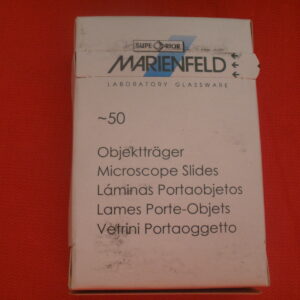 SUPERIOR
MARIENFELD
LABORATORY GLASSWARE
~50
Objektträger
Microscope Slides
Láminas Portaobjetos
Lames Porte-Objets
Vetrini Portaoggetto